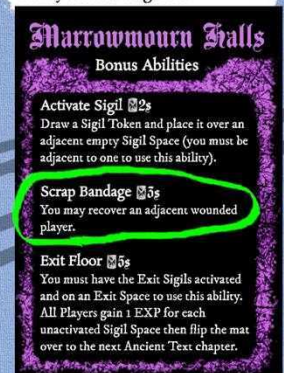 Marrowmourn Halls
Bonus Abilities
Activate Sigil 2s
Draw a Sigil Token and place it over an
adjacent empty Sigil Space (you must be
adjacent to one to use this ability).
Scrap Bandage 3s
You may recover an adjacent wounded
player.
Exit Floor 5s
You must have the Exit Sigils activated
and on an Exit Space to use this ability.
All Players gain 1 EXP for each
unactivated Sigil Space then flip the mat
over to the next Ancient Text chapter.